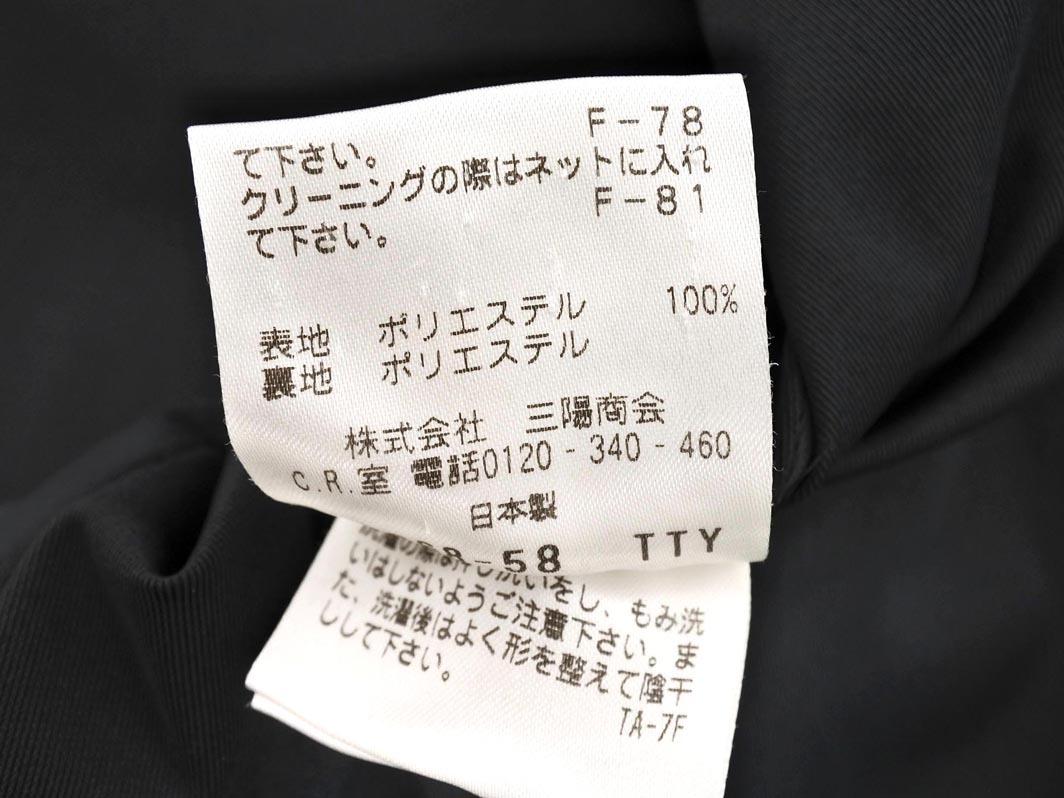 F-78
て下さい。
クリーニングの際はネットに入れ
F-81
て下さい。
表地 ポリエステル 100%
裏地 ポリエステル
株式会社 三陽商会
C.R.室 電話0120-340-460
日本製
-58 TTY
洗いをし、もみ洗
いはしないようご注意下さい。ま
た、洗濯後はよく形を整えて陰干
しして下さい。
TA-7F